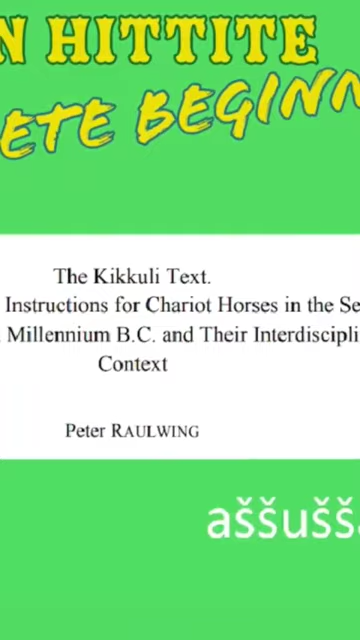 N HITTITE
ETE BEGINN
The Kikkuli Text.
Instructions for Chariot Horses in the Se
Millennium B.C. and Their Interdiscipli
Context
Peter RAULWING
aššušša